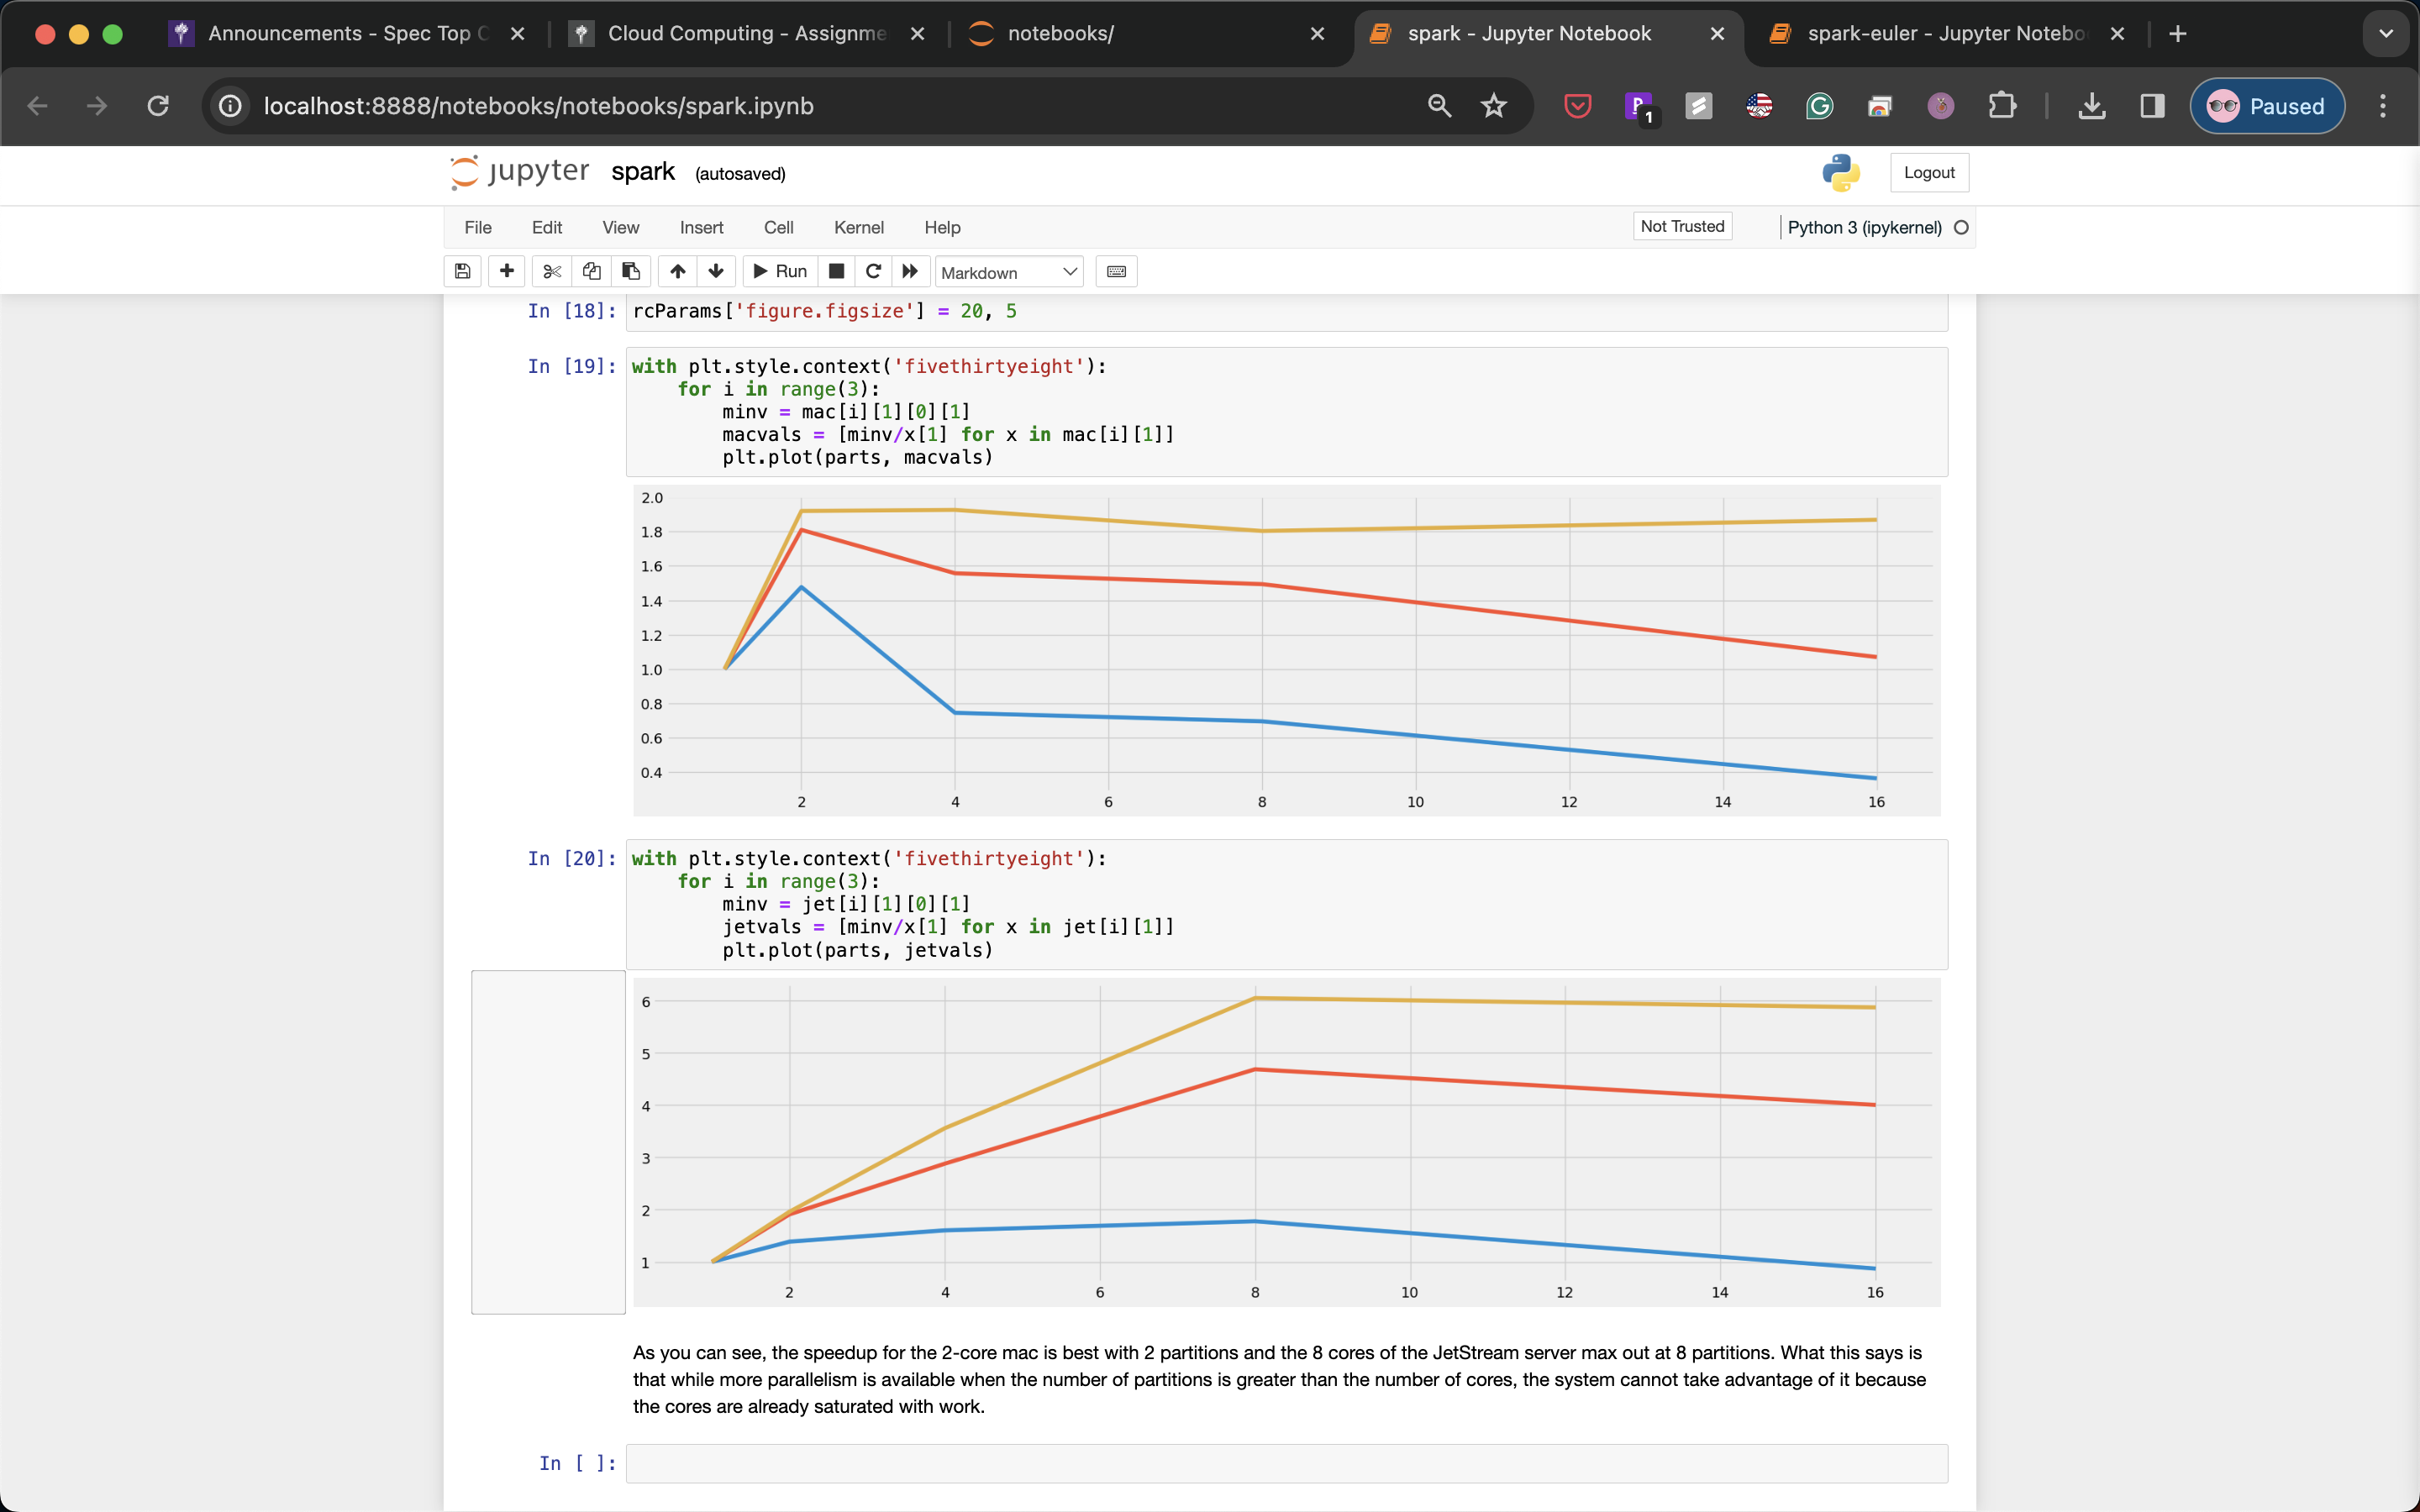 Announcements - Spec Top C
Cloud Computing - Assignme
notebooks/
spark - Jupyter Notebook
spark-euler - Jupyter Notebo
localhost:8888/notebooks/notebooks/spark.ipynb
1
Paused
jupyter spark (autosaved)
Logout
File Edit View Insert Cell Kernel Help
Not Trusted
Python 3 (ipykernel)
Run
Markdown
In [18]: rcParams['figure.figsize'] = 20, 5
In [19]: with plt.style.context('fivethirtyeight'):
    for i in range(3):
        minv = mac[i][1][0][1]
        macvals = [minv/x[1] for x in mac[i][1]]
        plt.plot(parts, macvals)
2.0
1.8
1.6
1.4
1.2
1.0
0.8
0.6
0.4
2 4 6 8 10 12 14 16
In [20]: with plt.style.context('fivethirtyeight'):
    for i in range(3):
        minv = jet[i][1][0][1]
        jetvals = [minv/x[1] for x in jet[i][1]]
        plt.plot(parts, jetvals)
6
5
4
3
2
1
2 4 6 8 10 12 14 16
As you can see, the speedup for the 2-core mac is best with 2 partitions and the 8 cores of the JetStream server max out at 8 partitions. What this says is
that while more parallelism is available when the number of partitions is greater than the number of cores, the system cannot take advantage of it because
the cores are already saturated with work.
In [ ]: